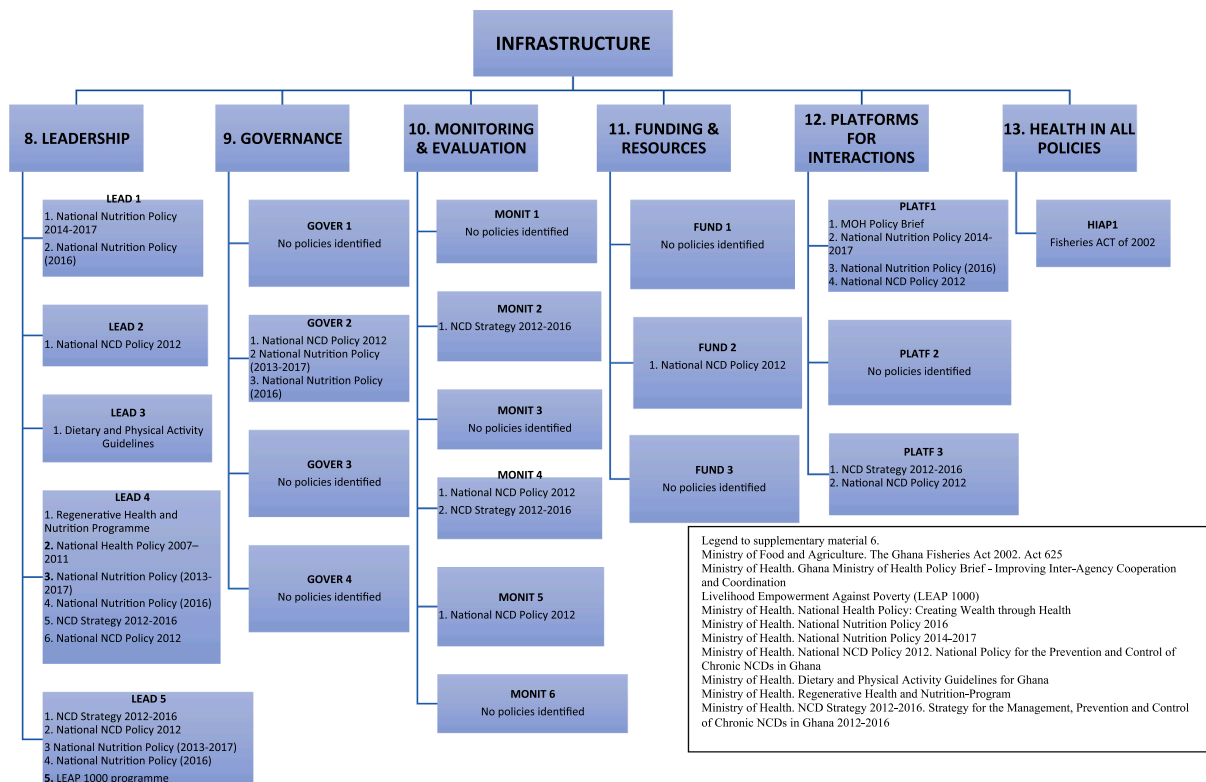 INFRASTRUCTURE
8. LEADERSHIP
LEAD 1
1. National Nutrition Policy
2014-2017
2. National Nutrition Policy
(2016)
LEAD 2
1. National NCD Policy 2012
LEAD 3
1. Dietary and Physical Activity
Guidelines
LEAD 4
1. Regenerative Health and
Nutrition Programme
2. National Health Policy 2007–
2011
3. National Nutrition Policy (2013-
2017)
4. National Nutrition Policy (2016)
5. NCD Strategy 2012-2016
6. National NCD Policy 2012
LEAD 5
1. NCD Strategy 2012-2016
2. National NCD Policy 2012
3 National Nutrition Policy (2013-2017)
4. National Nutrition Policy (2016)
5. LEAP 1000 programme
9. GOVERNANCE
GOVER 1
No policies identified
GOVER 2
1. National NCD Policy 2012
2 National Nutrition Policy
(2013-2017)
3. National Nutrition Policy
(2016)
GOVER 3
No policies identified
GOVER 4
No policies identified
10. MONITORING
& EVALUATION
MONIT 1
No policies identified
MONIT 2
1. NCD Strategy 2012-2016
MONIT 3
No policies identified
MONIT 4
1. National NCD Policy 2012
2. NCD Strategy 2012-2016
MONIT 5
1. National NCD Policy 2012
MONIT 6
No policies identified
11. FUNDING &
RESOURCES
FUND 1
No policies identified
FUND 2
1. National NCD Policy 2012
FUND 3
No policies identified
12. PLATFORMS
FOR
INTERACTIONS
PLATF1
1. MOH Policy Brief
2. National Nutrition Policy 2014-
2017
3. National Nutrition Policy (2016)
4. National NCD Policy 2012
PLATF 2
No policies identified
PLATF 3
1. NCD Strategy 2012-2016
2. National NCD Policy 2012
13. HEALTH IN ALL
POLICIES
HIAP1
Fisheries ACT of 2002
Legend to supplementary material 6.
Ministry of Food and Agriculture. The Ghana Fisheries Act 2002. Act 625
Ministry of Health. Ghana Ministry of Health Policy Brief - Improving Inter-Agency Cooperation
and Coordination
Livelihood Empowerment Against Poverty (LEAP 1000)
Ministry of Health. National Health Policy: Creating Wealth through Health
Ministry of Health. National Nutrition Policy 2016
Ministry of Health. National Nutrition Policy 2014-2017
Ministry of Health. National NCD Policy 2012. National Policy for the Prevention and Control of
Chronic NCDs in Ghana
Ministry of Health. Dietary and Physical Activity Guidelines for Ghana
Ministry of Health. Regenerative Health and Nutrition-Program
Ministry of Health. NCD Strategy 2012-2016. Strategy for the Management, Prevention and Control
of Chronic NCDs in Ghana 2012-2016